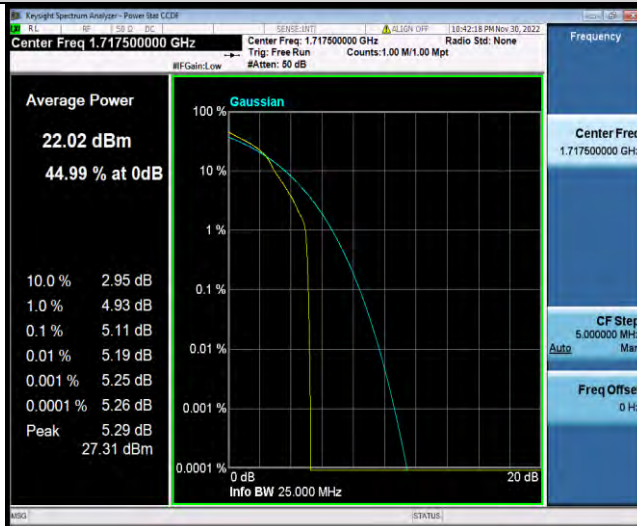 Keysight Spectrum Analyzer - Power Stat CCDF
RL RF 50 Ω DC SENSE:INT ALIGN OFF 10:42:18 PM Nov 30, 2022
Center Freq 1.717500000 GHz
Center Freq: 1.717500000 GHz Radio Std: None
Trig: Free Run Counts:1.00 M/1.00 Mpt
#IFGain:Low #Atten: 50 dB
Frequency
Average Power
22.02 dBm
44.99 % at 0dB
10.0 % 2.95 dB
1.0 % 4.93 dB
0.1 % 5.11 dB
0.01 % 5.19 dB
0.001 % 5.25 dB
0.0001 % 5.26 dB
Peak 5.29 dB
27.31 dBm
Gaussian
100 %
10 %
1 %
0.1 %
0.01 %
0.001 %
0.0001 %
0 dB 20 dB
Info BW 25.000 MHz
Center Freq
1.717500000 GHz
CF Step
5.000000 MHz
Auto Man
Freq Offset
0 Hz
MSG STATUS